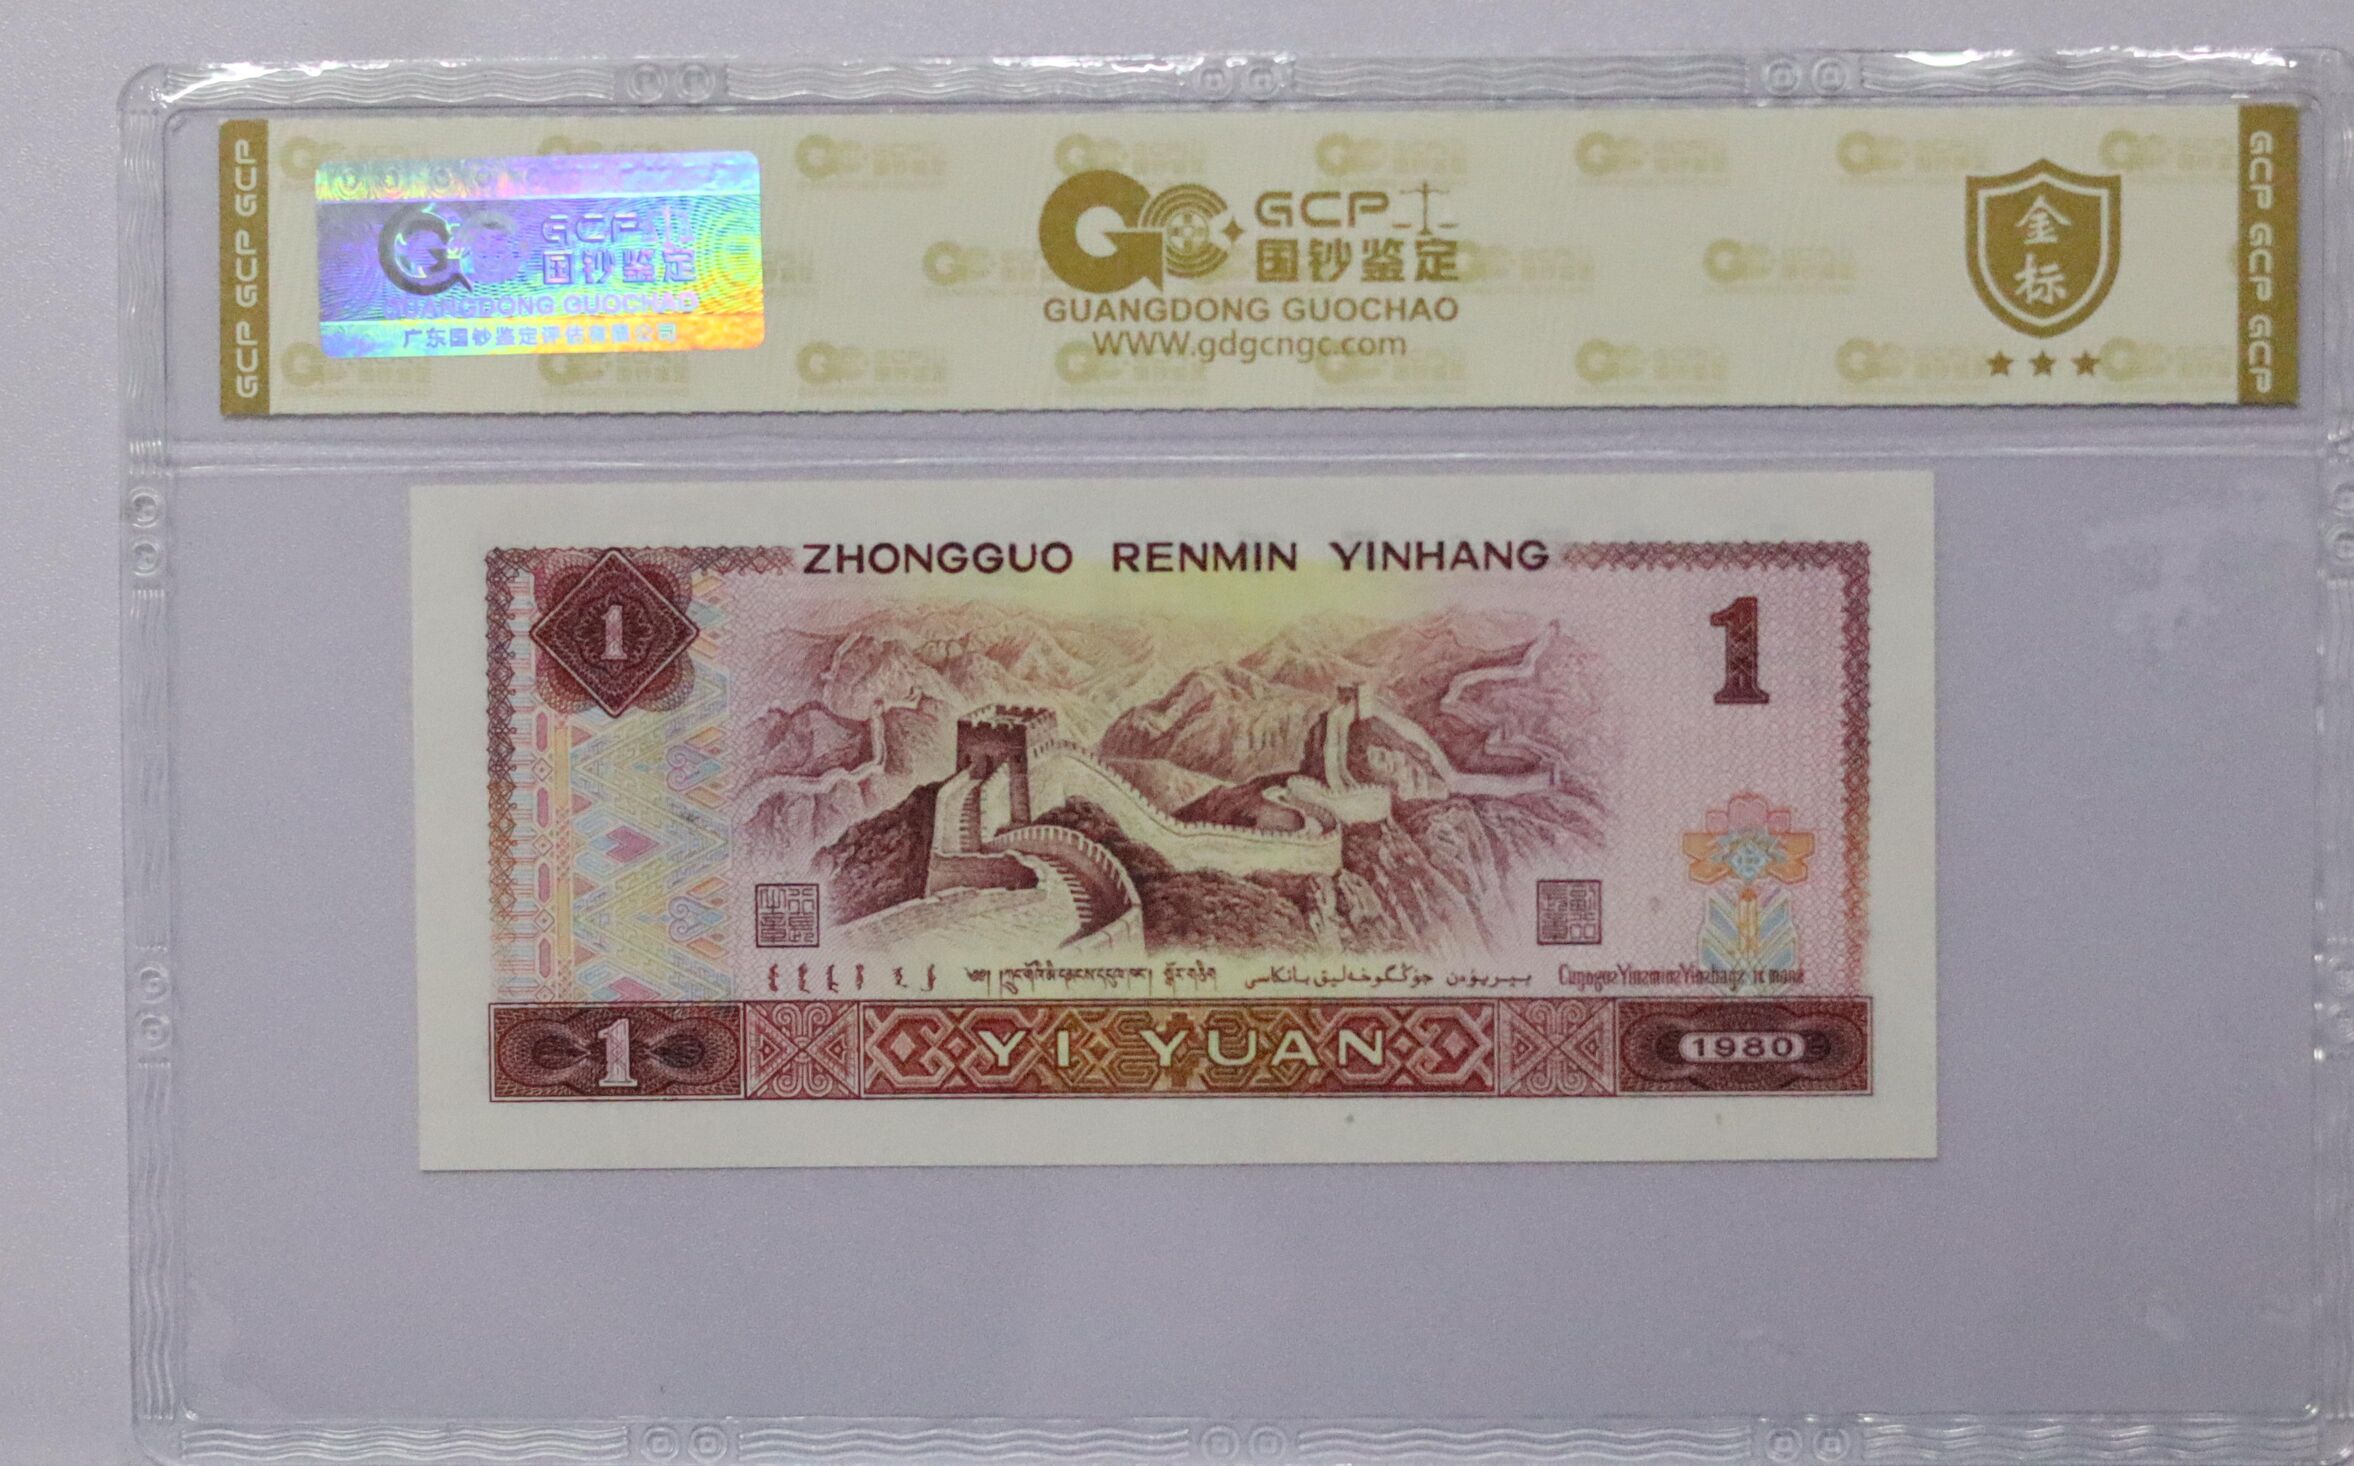 GCP GCP GCP
GCP
国钞鉴定
GUANGDONG GUOCHAO
广东国钞鉴定评估有限公司
GCP
国钞鉴定
GUANGDONG GUOCHAO
WWW.gdgcngc.com
金标
GCP GCP GCP
ZHONGGUO RENMIN YINHANG
1
1
1
YI YUAN
1980